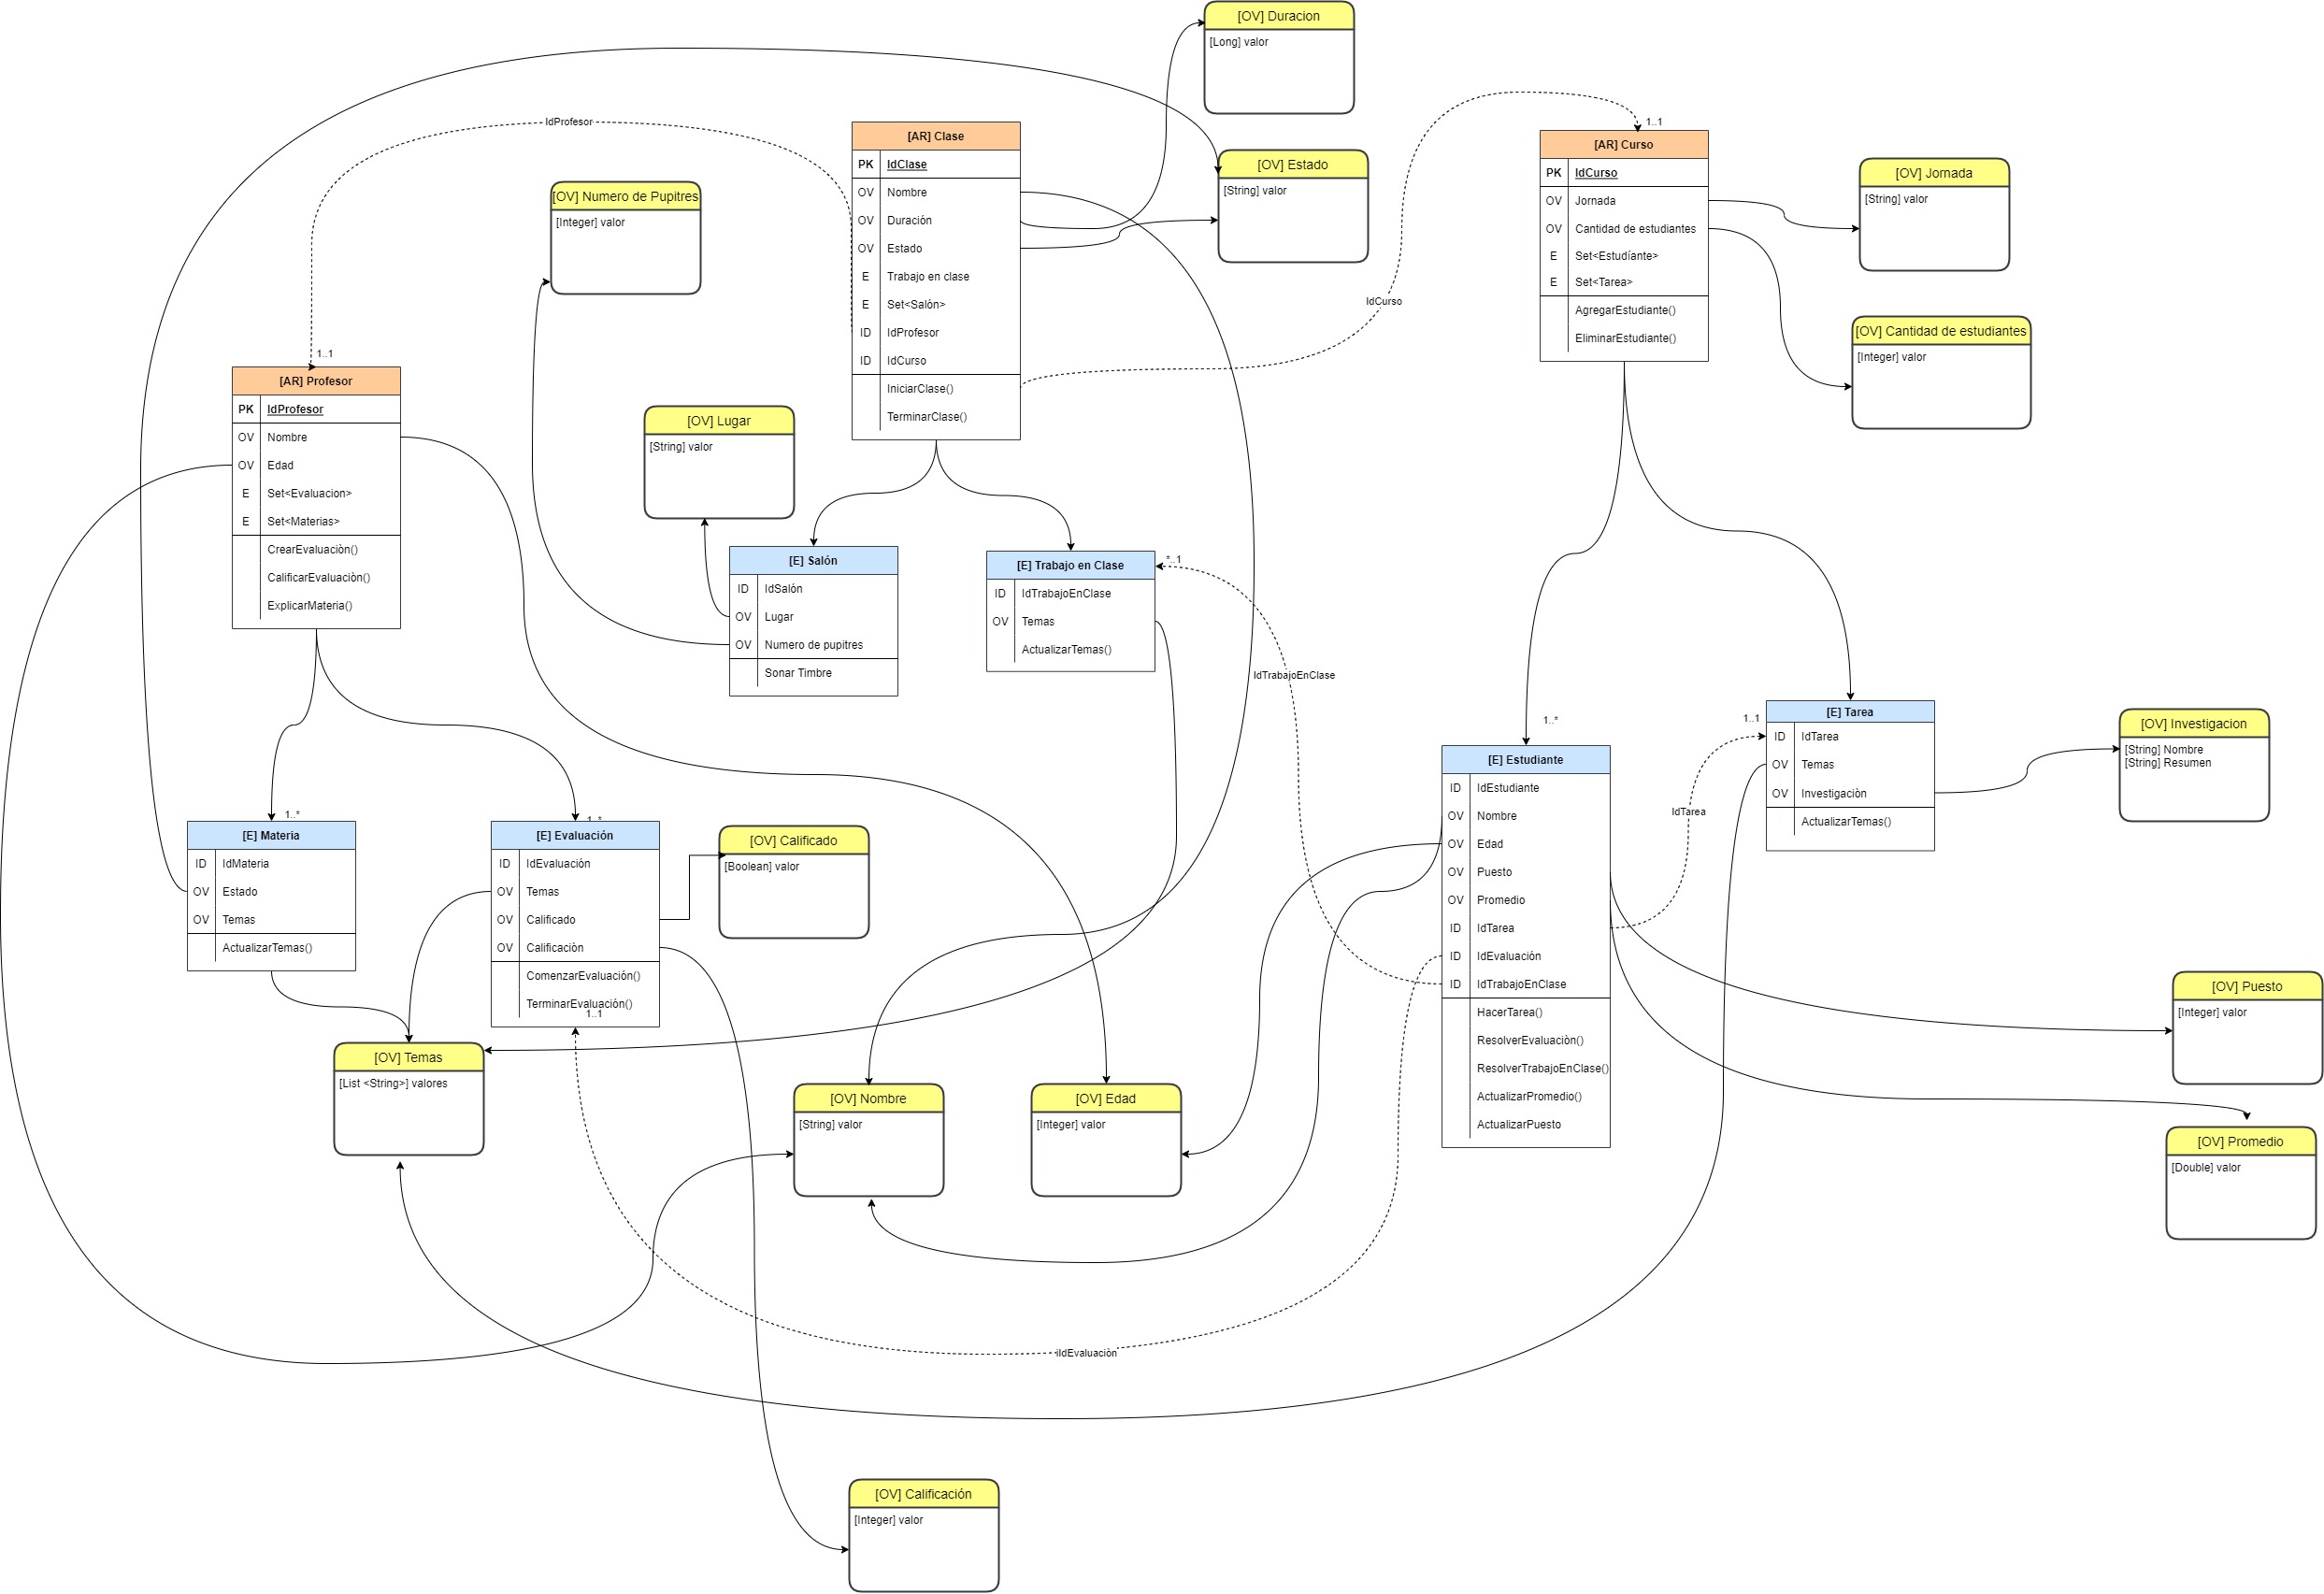 [OV] Duracion
[Long] valor
IdProfesor
[AR] Clase
PK IdClase
OV Nombre
OV Duración
OV Estado
E Trabajo en clase
E Set<Salón>
ID IdProfesor
ID IdCurso
IniciarClase()
TerminarClase()
[OV] Estado
[String] valor
1..1
[AR] Curso
PK IdCurso
OV Jornada
OV Cantidad de estudiantes
E Set<Estudíante>
E Set<Tarea>
AgregarEstudiante()
EliminarEstudiante()
[OV] Jornada
[String] valor
[OV] Numero de Pupitres
[Integer] valor
IdCurso
[OV] Cantidad de estudiantes
[Integer] valor
1..1
[AR] Profesor
PK IdProfesor
OV Nombre
OV Edad
E Set<Evaluacion>
E Set<Materias>
CrearEvaluaciòn()
CalificarEvaluaciòn()
ExplicarMateria()
[OV] Lugar
[String] valor
[E] Salón
ID IdSalón
OV Lugar
OV Numero de pupitres
Sonar Timbre
*..1
[E] Trabajo en Clase
ID IdTrabajoEnClase
OV Temas
ActualizarTemas()
IdTrabajoEnClase
1..*
1..1
[E] Tarea
ID IdTarea
OV Temas
OV Investigaciòn
ActualizarTemas()
[OV] Investigacion
[String] Nombre
[String] Resumen
[E] Estudiante
ID IdEstudiante
OV Nombre
OV Edad
OV Puesto
OV Promedio
ID IdTarea
ID IdEvaluación
ID IdTrabajoEnClase
HacerTarea()
ResolverEvaluaciòn()
ResolverTrabajoEnClase()
ActualizarPromedio()
ActualizarPuesto
IdTarea
1..*
[E] Materia
ID IdMateria
OV Estado
OV Temas
ActualizarTemas()
1..*
[E] Evaluación
ID IdEvaluaciòn
OV Temas
OV Calificado
OV Calificaciòn
ComenzarEvaluaciòn()
TerminarEvaluaciòn()
1..1
[OV] Calificado
[Boolean] valor
[OV] Puesto
[Integer] valor
[OV] Temas
[List <String>] valores
[OV] Nombre
[String] valor
[OV] Edad
[Integer] valor
[OV] Promedio
[Double] valor
iIdEvaluaciòn
[OV] Calificación
[Integer] valor